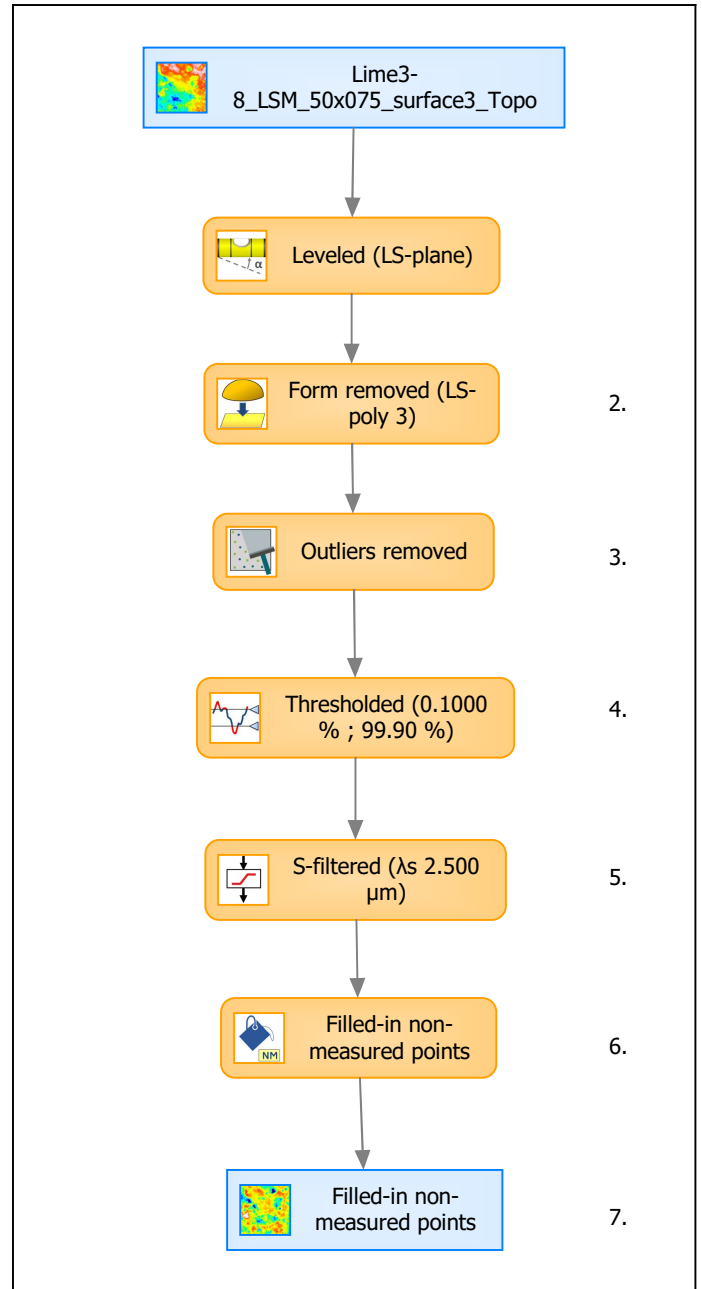 Lime3-
8_LSM_50x075_surface3_Topo
α
Leveled (LS-plane)
Form removed (LS-
poly 3)
2.
Outliers removed
3.
Thresholded (0.1000
% ; 99.90 %)
4.
S-filtered (λs 2.500
µm)
5.
NM
Filled-in non-
measured points
6.
Filled-in non-
measured points
7.